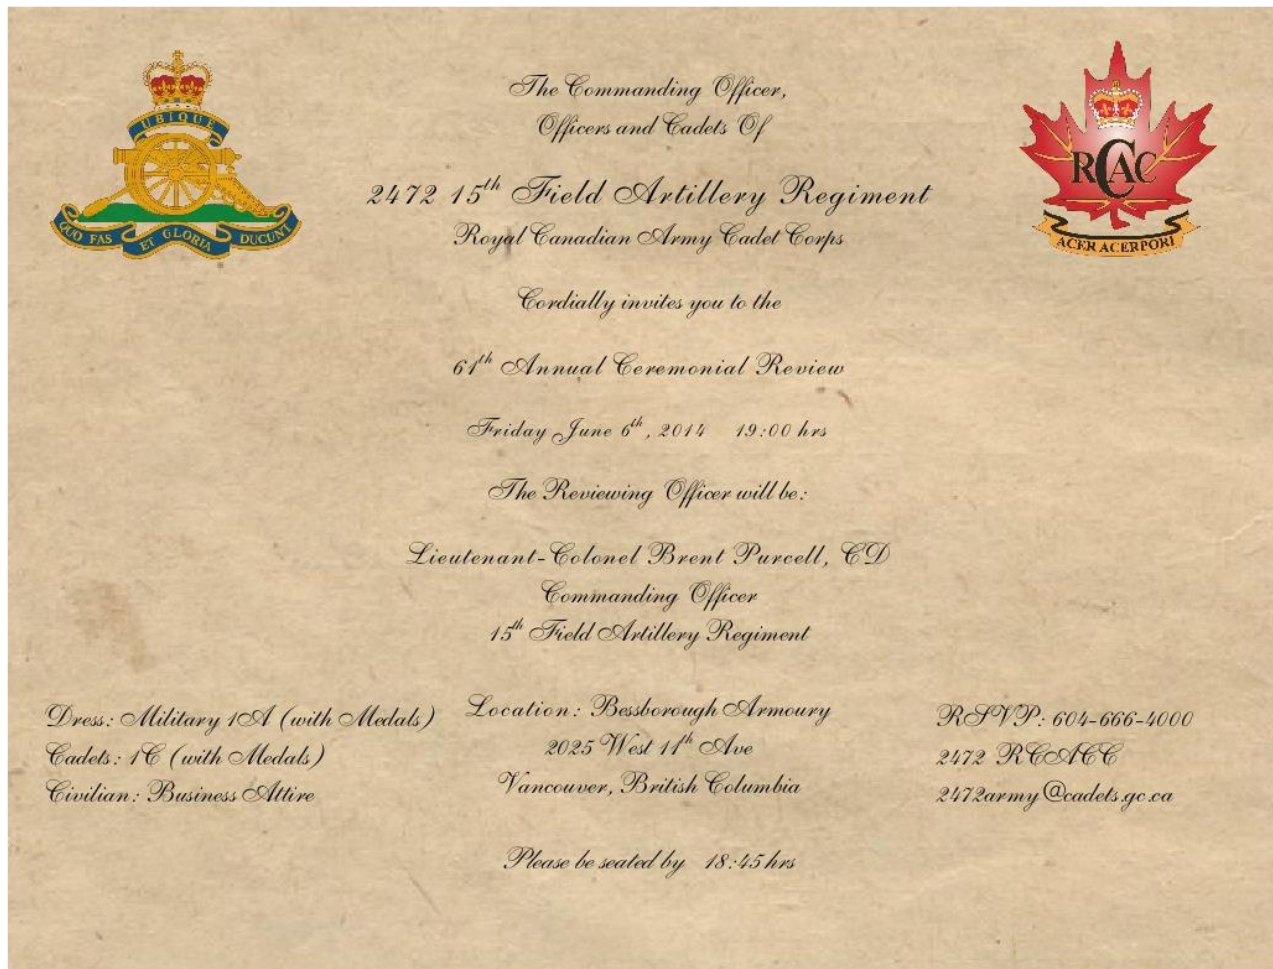 UBIQUE
QUO FAS ET GLORIA DUCUNT
RCAC
ACER ACERPORI
The Commanding Officer,
Officers and Cadets Of
2472 15th Field Artillery Regiment
Royal Canadian Army Cadet Corps
Cordially invites you to the
61th Annual Ceremonial Review
Friday June 6th, 2014 19:00 hrs
The Reviewing Officer will be:
Lieutenant-Colonel Brent Purcell, CD
Commanding Officer
15th Field Artillery Regiment
Dress: Military 1A (with Medals)
Cadets: 1C (with Medals)
Civilian: Business Attire
Location: Bessborough Armoury
2025 West 11th Ave
Vancouver, British Columbia
RSVP: 604-666-4000
2472 RCACC
2472army@cadets.gc.ca
Please be seated by 18:45 hrs